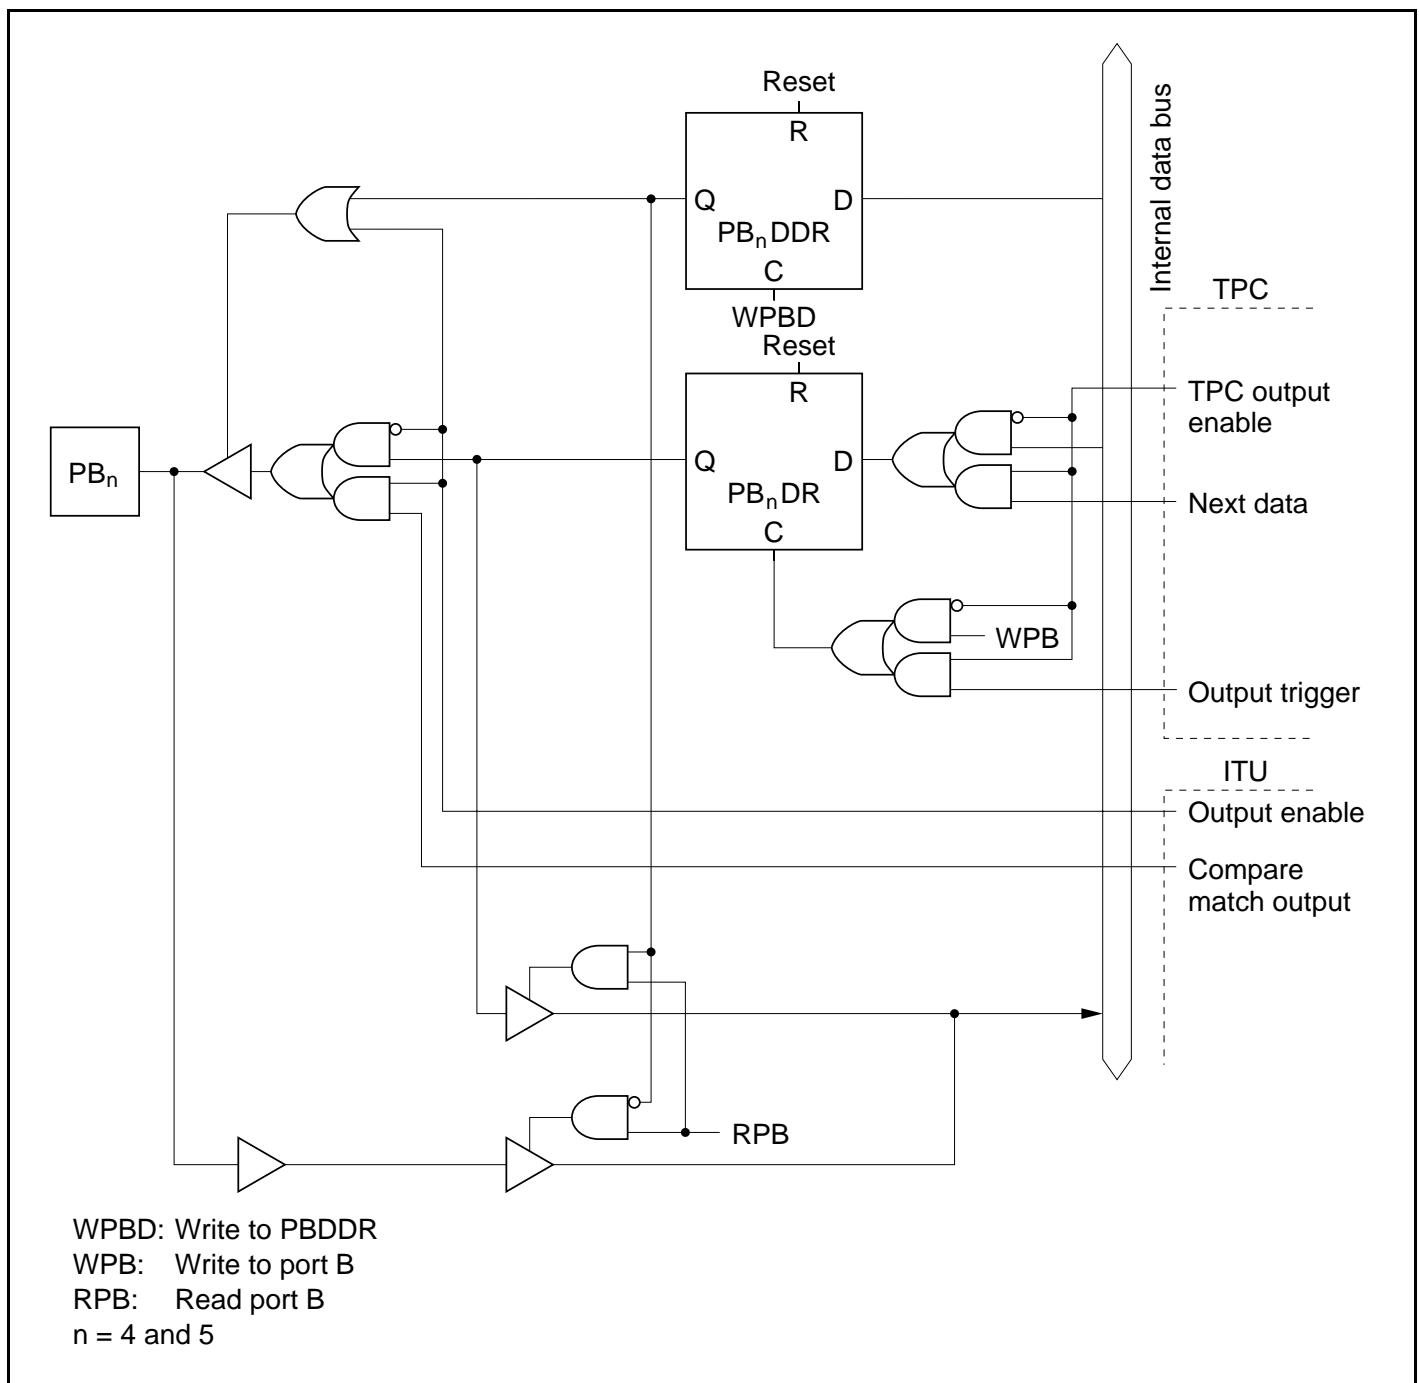 Reset
R
Internal data bus
Q
D
PBnDDR
C
TPC
WPBD
Reset
R
TPC output
enable
PBn
Q
D
PBnDR
Next data
C
WPB
Output trigger
ITU
Output enable
Compare
match output
RPB
WPBD: Write to PBDDR
WPB: Write to port B
RPB: Read port B
n = 4 and 5